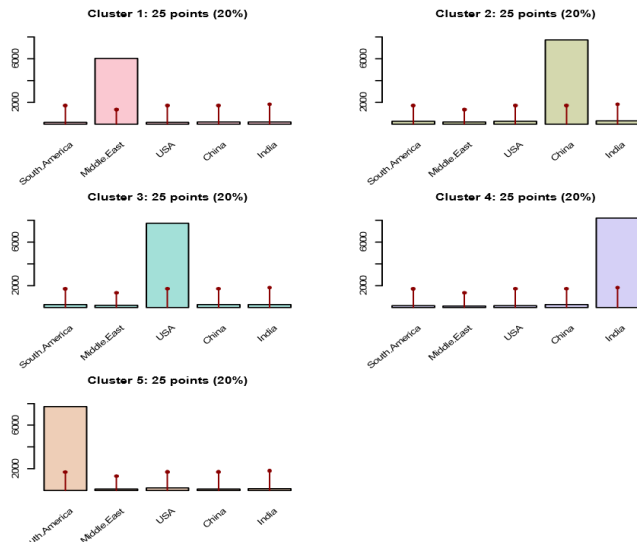 Cluster 1: 25 points (20%)
6000
2000
South.America
Middle.East
USA
China
India
Cluster 2: 25 points (20%)
6000
2000
South.America
Middle.East
USA
China
India
Cluster 3: 25 points (20%)
6000
2000
South.America
Middle.East
USA
China
India
Cluster 4: 25 points (20%)
6000
2000
South.America
Middle.East
USA
China
India
Cluster 5: 25 points (20%)
6000
2000
outh.America
Middle.East
USA
China
India